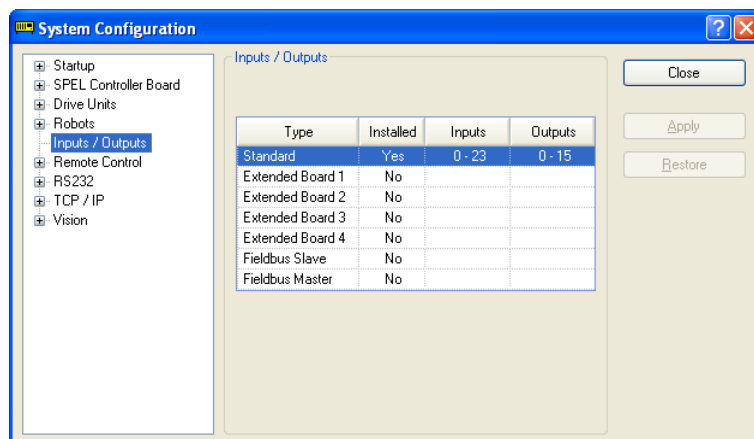 System Configuration
Startup
SPEL Controller Board
Drive Units
Robots
Inputs / Outputs
Remote Control
RS232
TCP / IP
Vision
Inputs / Outputs
Type Installed Inputs Outputs
Standard Yes 0 - 23 0 - 15
Extended Board 1 No
Extended Board 2 No
Extended Board 3 No
Extended Board 4 No
Fieldbus Slave No
Fieldbus Master No
Close
Apply
Restore